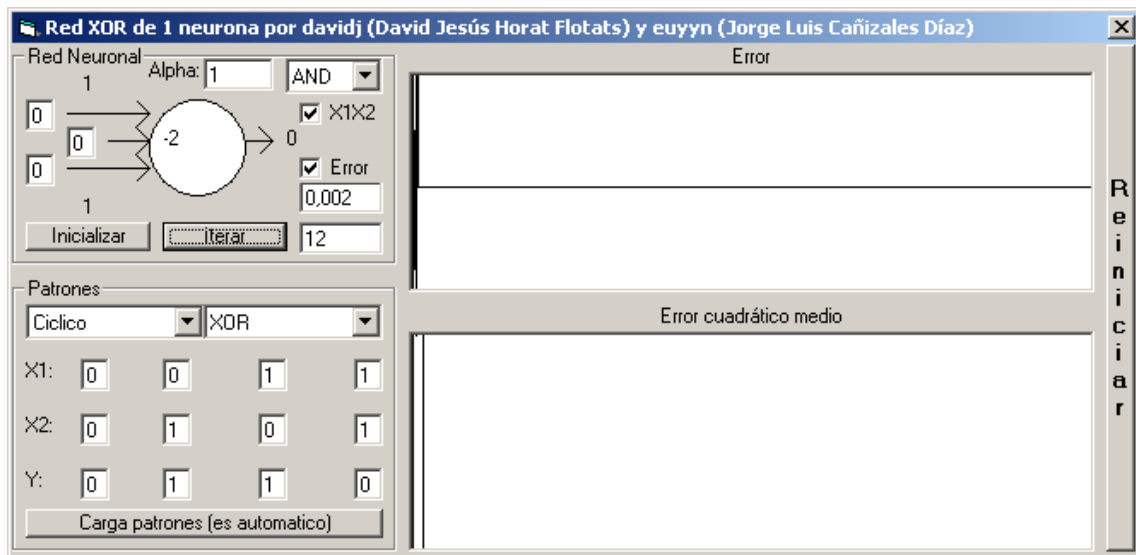 Red XOR de 1 neurona por davidj (David Jesús Horat Flotats) y euyyn (Jorge Luis Cañizales Díaz)
Red Neuronal
Alpha: 1
AND
1
0
0
0
-2
0
1
X1X2
Error
0,002
Inicializar
iterar
12
Patrones
Ciclico
XOR
X1: 0 0 1 1
X2: 0 1 0 1
Y: 0 1 1 0
Carga patrones (es automatico)
Error
Error cuadrático medio
Reiniciar